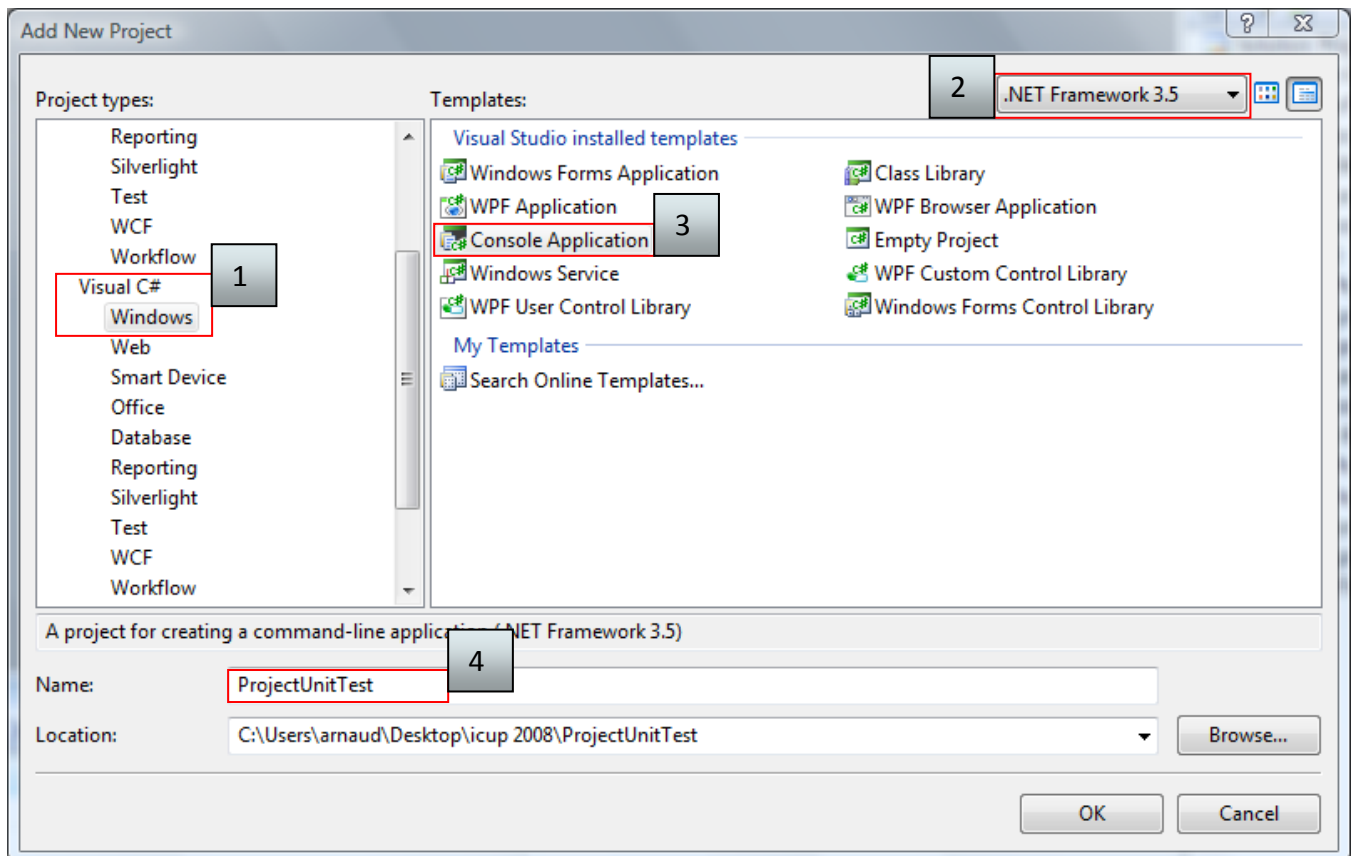 Add New Project
Project types:
Templates:
2
.NET Framework 3.5
Reporting
Silverlight
Test
WCF
Workflow
1
Visual C#
Windows
Web
Smart Device
Office
Database
Reporting
Silverlight
Test
WCF
Workflow
Visual Studio installed templates
Windows Forms Application
Class Library
WPF Application
WPF Browser Application
3
Console Application
Empty Project
Windows Service
WPF Custom Control Library
WPF User Control Library
Windows Forms Control Library
My Templates
Search Online Templates...
A project for creating a command-line application (.NET Framework 3.5)
4
Name:
ProjectUnitTest
Location:
C:\Users\arnaud\Desktop\icup 2008\ProjectUnitTest
Browse...
OK
Cancel